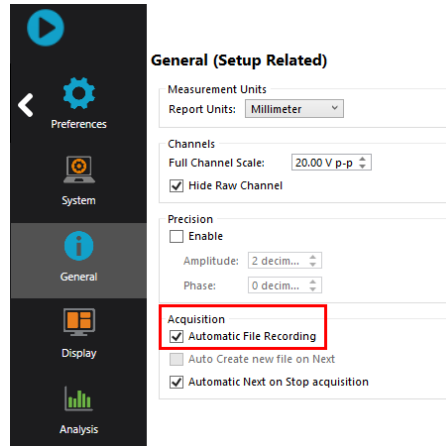 General (Setup Related)
Measurement Units
Report Units: Millimeter
Preferences
Channels
Full Channel Scale: 20.00 V p-p
Hide Raw Channel
System
Precision
Enable
Amplitude: 2 decim...
General
Phase: 0 decim...
Acquisition
Automatic File Recording
Display
Auto Create new file on Next
Automatic Next on Stop acquisition
Analysis